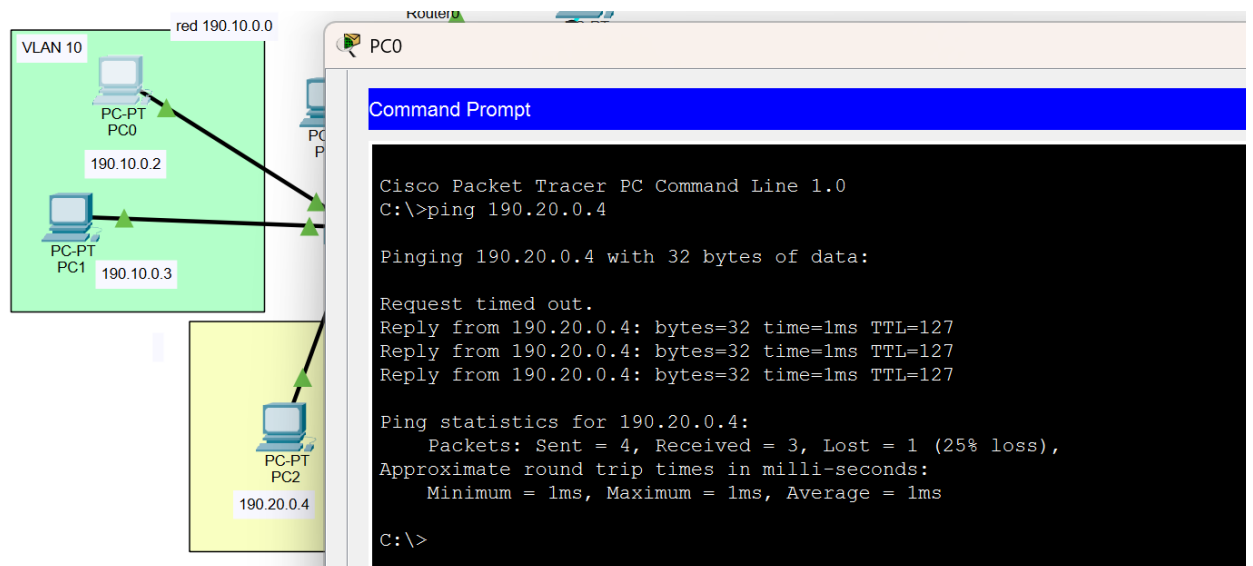 Router0
red 190.10.0.0
VLAN 10
PC-PT
PC0
190.10.0.2
PC-PT
PC1
190.10.0.3
PC-PT
PC2
190.20.0.4
PC0
Command Prompt
Cisco Packet Tracer PC Command Line 1.0
C:\>ping 190.20.0.4
Pinging 190.20.0.4 with 32 bytes of data:
Request timed out.
Reply from 190.20.0.4: bytes=32 time=1ms TTL=127
Reply from 190.20.0.4: bytes=32 time=1ms TTL=127
Reply from 190.20.0.4: bytes=32 time=1ms TTL=127
Ping statistics for 190.20.0.4:
Packets: Sent = 4, Received = 3, Lost = 1 (25% loss),
Approximate round trip times in milli-seconds:
Minimum = 1ms, Maximum = 1ms, Average = 1ms
C:\>